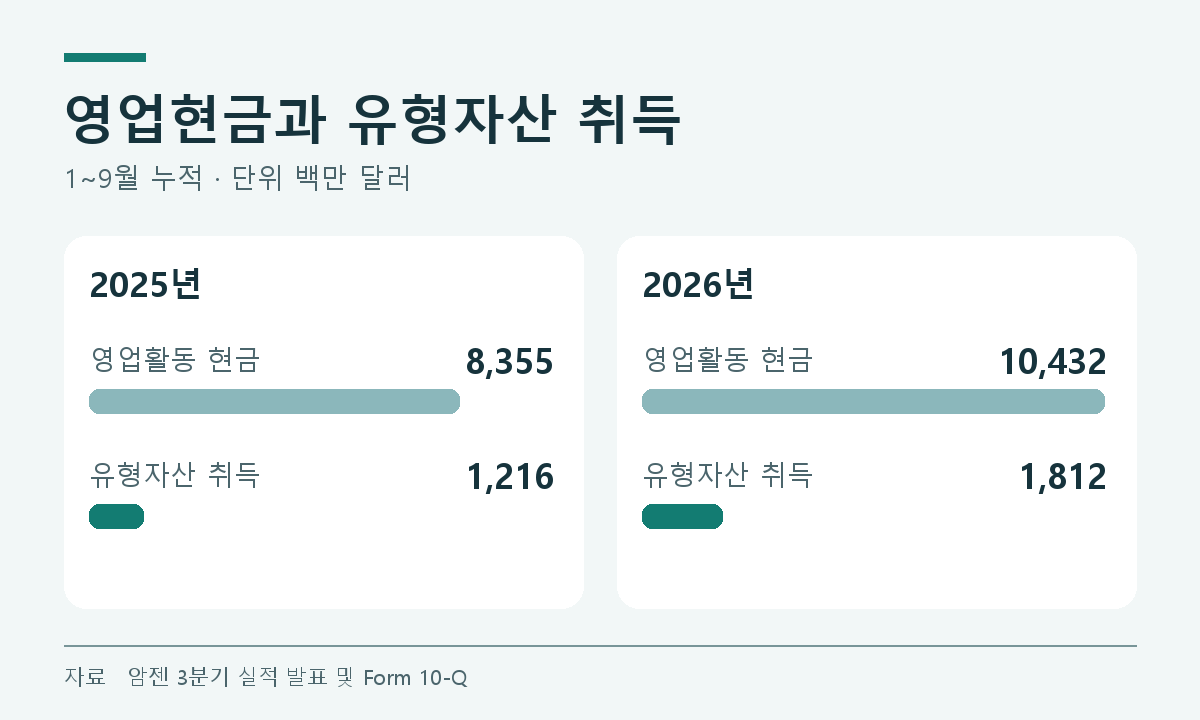 영업현금과 유형자산 취득
1~9월 누적 · 단위 백만 달러
2025년
영업활동 현금 8,355
유형자산 취득 1,216
2026년
영업활동 현금 10,432
유형자산 취득 1,812
자료 암젠 3분기 실적 발표 및 Form 10-Q